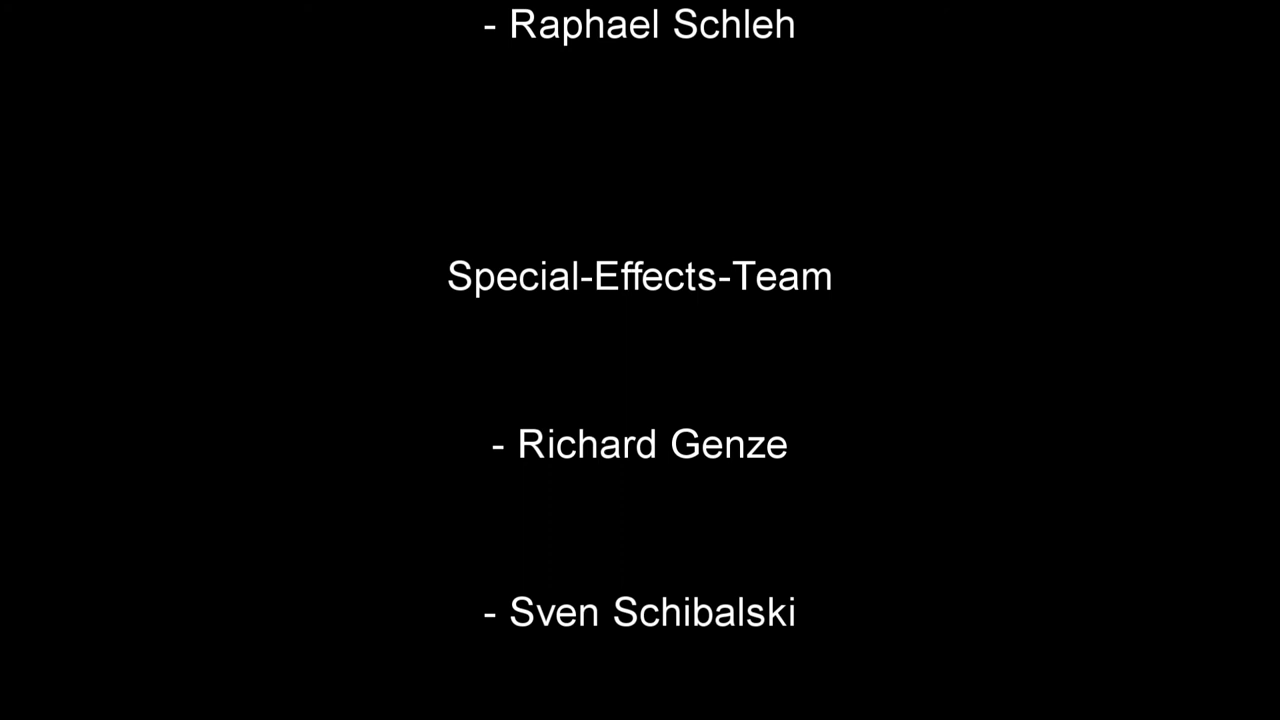 - Raphael Schleh
Special-Effects-Team
- Richard Genze
- Sven Schibalski